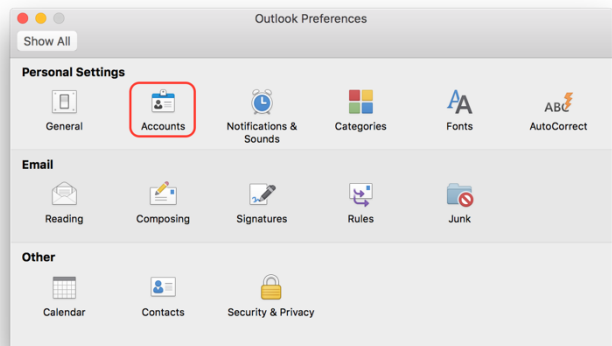 Outlook Preferences
Show All
Personal Settings
General
Accounts
Notifications &
Sounds
Categories
Fonts
AutoCorrect
Email
Reading
Composing
Signatures
Rules
Junk
Other
Calendar
Contacts
Security & Privacy